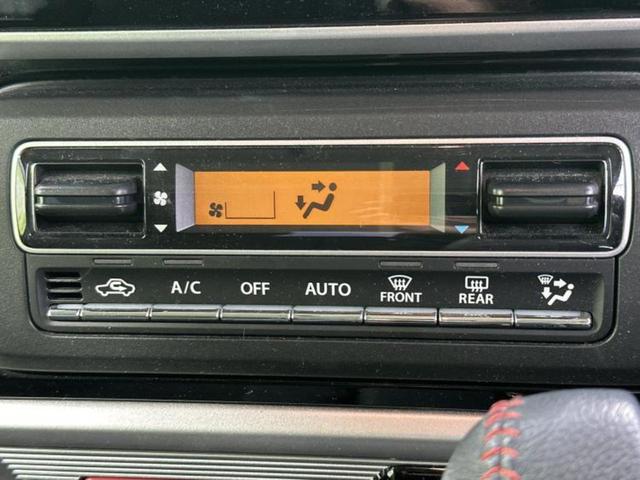 A/C OFF AUTO FRONT REAR